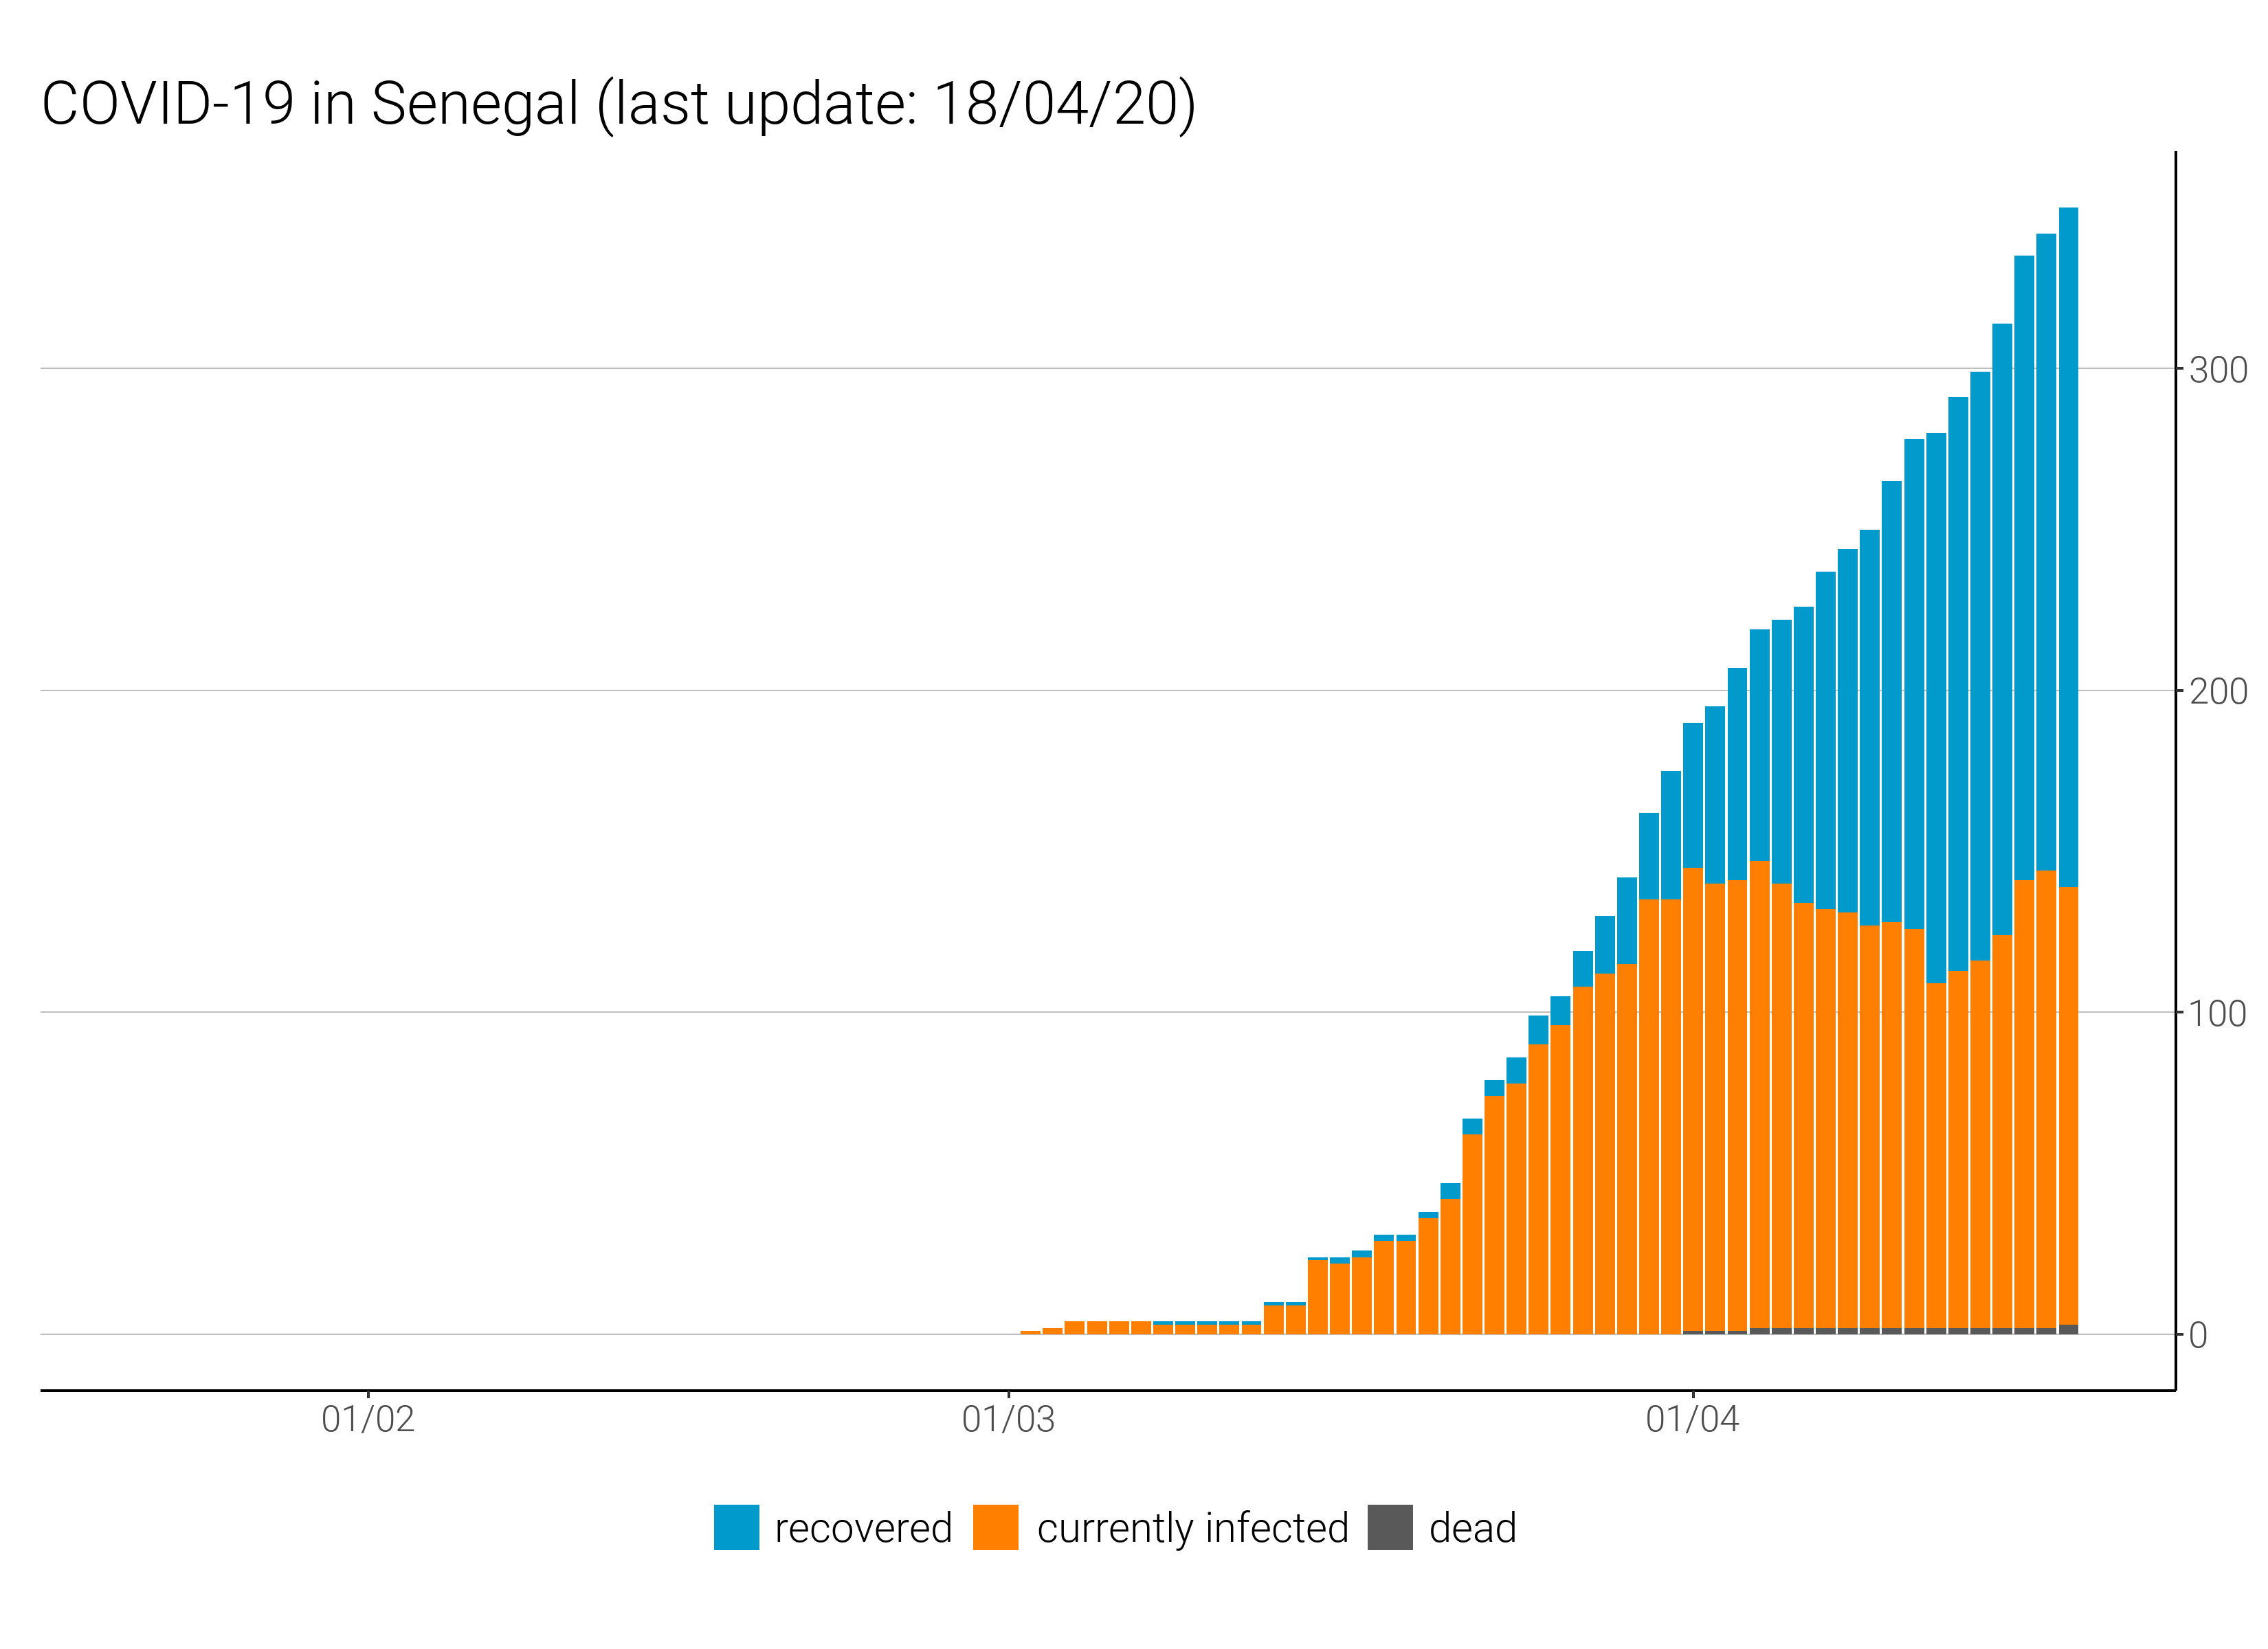 COVID-19 in Senegal (last update: 18/04/20)
300
200
100
0
01/02 01/03 01/04
recovered currently infected dead